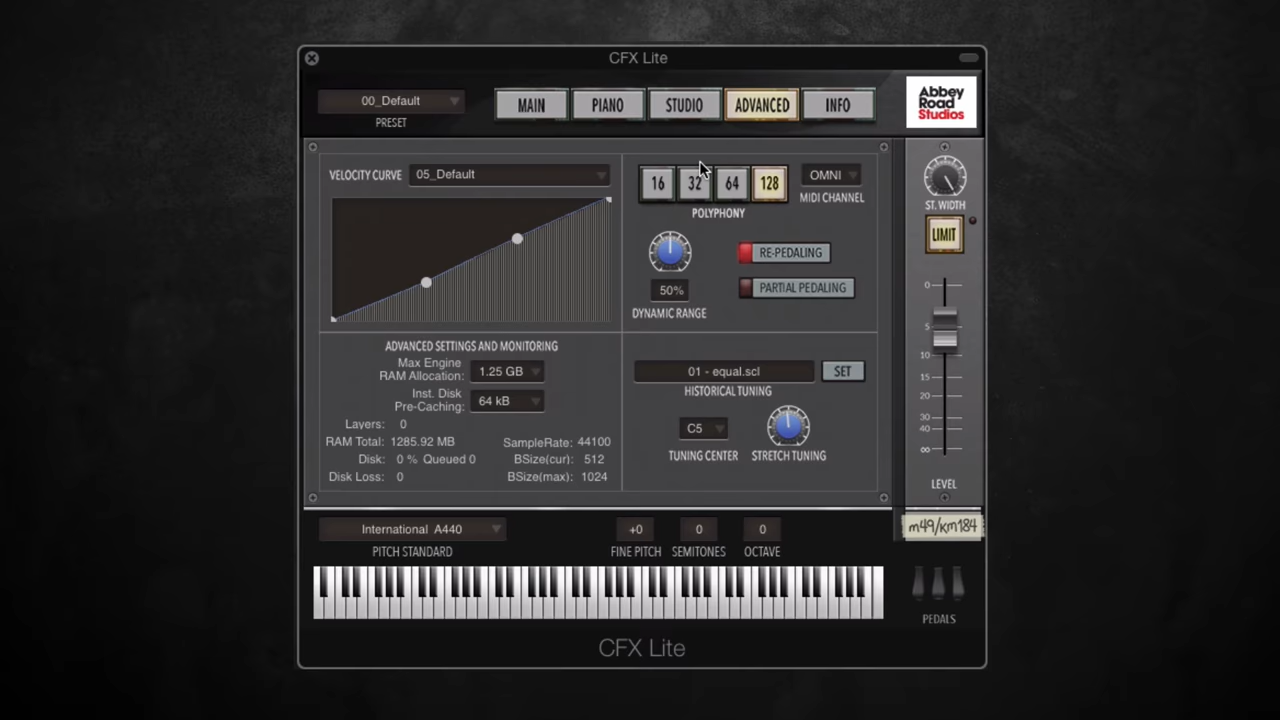 CFX Lite
00_Default
PRESET
MAIN
PIANO
STUDIO
ADVANCED
INFO
Abbey
Road
Studios
VELOCITY CURVE
05_Default
16
32
64
128
POLYPHONY
OMNI
MIDI CHANNEL
50%
DYNAMIC RANGE
RE-PEDALING
PARTIAL PEDALING
ST. WIDTH
LIMIT
0
5
10
15
20
30
40
∞
LEVEL
ADVANCED SETTINGS AND MONITORING
Max Engine
RAM Allocation:
1.25 GB
Inst. Disk
Pre-Caching:
64 kB
Layers: 0
RAM Total: 1285.92 MB
SampleRate: 44100
Disk: 0 % Queued 0
BSize(cur): 512
Disk Loss: 0
BSize(max): 1024
01 - equal.scl
SET
HISTORICAL TUNING
C5
TUNING CENTER
STRETCH TUNING
International A440
PITCH STANDARD
+0
FINE PITCH
0
SEMITONES
0
OCTAVE
m49/km184
PEDALS
CFX Lite